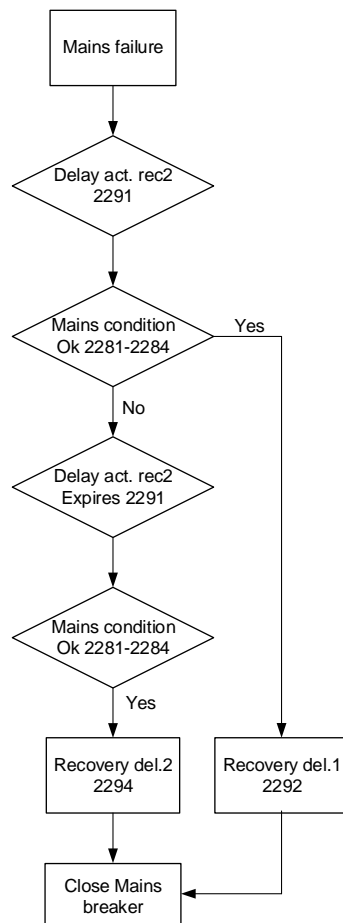 Mains failure
Delay act. rec2
2291
Mains condition
Ok 2281-2284
Yes
No
Delay act. rec2
Expires 2291
Mains condition
Ok 2281-2284
Yes
Recovery del.2
2294
Recovery del.1
2292
Close Mains
breaker